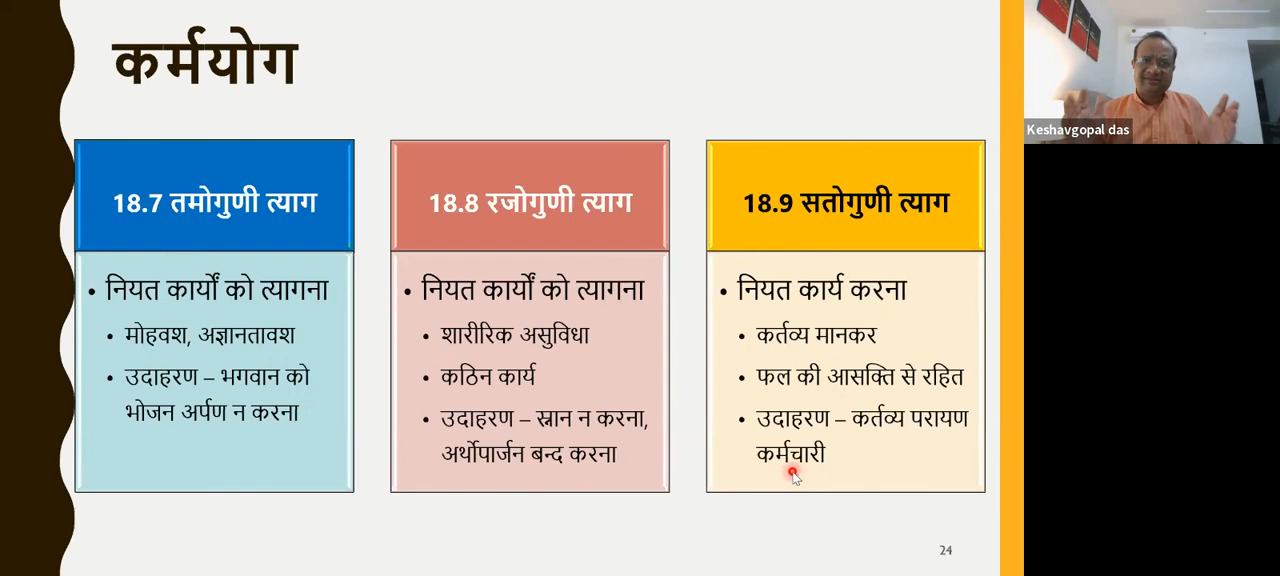 कर्मयोग
18.7 तमोगुणी त्याग
• नियत कार्यों को त्यागना
• मोहवश, अज्ञानतावश
• उदाहरण – भगवान को
भोजन अर्पण न करना
18.8 रजोगुणी त्याग
• नियत कार्यों को त्यागना
• शारीरिक असुविधा
• कठिन कार्य
• उदाहरण – स्नान न करना,
अर्थोपार्जन बन्द करना
18.9 सतोगुणी त्याग
• नियत कार्य करना
• कर्तव्य मानकर
• फल की आसक्ति से रहित
• उदाहरण – कर्तव्य परायण
कर्मचारी
24
Keshavgopal das